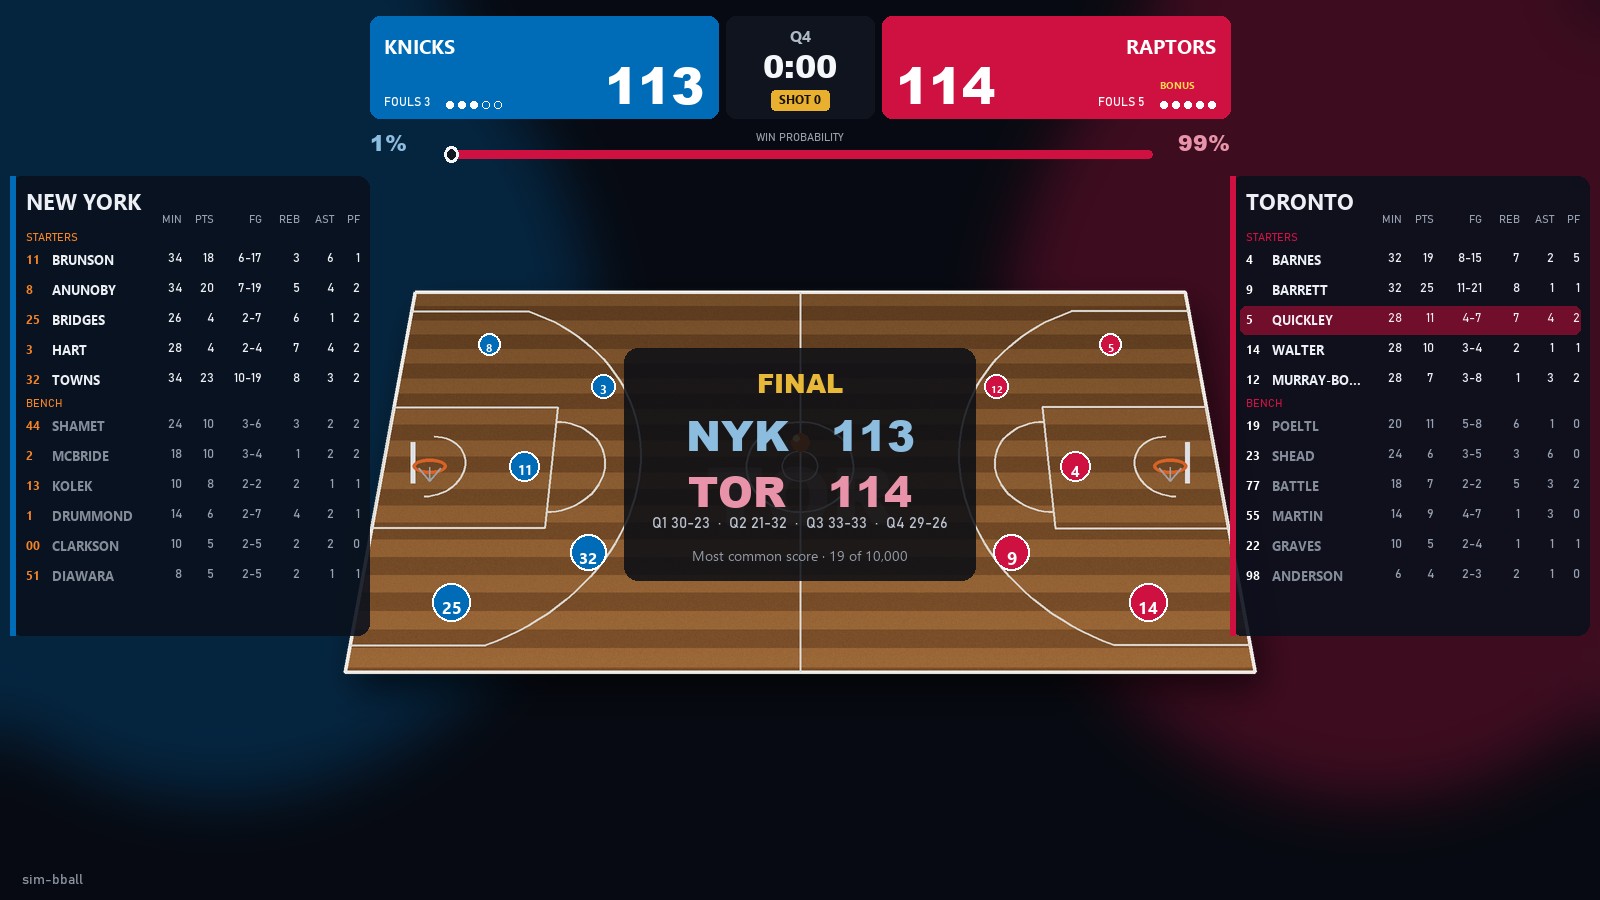 KNICKS
113
FOULS 3
Q4
0:00
SHOT 0
RAPTORS
114
BONUS
FOULS 5
1%
WIN PROBABILITY
99%
NEW YORK
MIN PTS FG REB AST PF
STARTERS
11 BRUNSON 34 18 6-17 3 6 1
8 ANUNOBY 34 20 7-19 5 4 2
25 BRIDGES 26 4 2-7 6 1 2
3 HART 28 4 2-4 7 4 2
32 TOWNS 34 23 10-19 8 3 2
BENCH
44 SHAMET 24 10 3-6 3 2 2
2 MCBRIDE 18 10 3-4 1 2 2
13 KOLEK 10 8 2-2 2 1 1
1 DRUMMOND 14 6 2-7 4 2 1
00 CLARKSON 10 5 2-5 2 2 0
51 DIAWARA 8 5 2-5 2 1 1
8
3
11
32
25
FINAL
NYK 113
TOR 114
Q1 30-23 · Q2 21-32 · Q3 33-33 · Q4 29-26
Most common score · 19 of 10,000
5
12
4
9
14
TORONTO
MIN PTS FG REB AST PF
STARTERS
4 BARNES 32 19 8-15 7 2 5
9 BARRETT 32 25 11-21 8 1 1
5 QUICKLEY 28 11 4-7 7 4 2
14 WALTER 28 10 3-4 2 1 1
12 MURRAY-BO... 28 7 3-8 1 3 2
BENCH
19 POELTL 20 11 5-8 6 1 0
23 SHEAD 24 6 3-5 3 6 0
77 BATTLE 18 7 2-2 5 3 2
55 MARTIN 14 9 4-7 1 3 0
22 GRAVES 10 5 2-4 1 1 1
98 ANDERSON 6 4 2-3 2 1 0
sim-bball